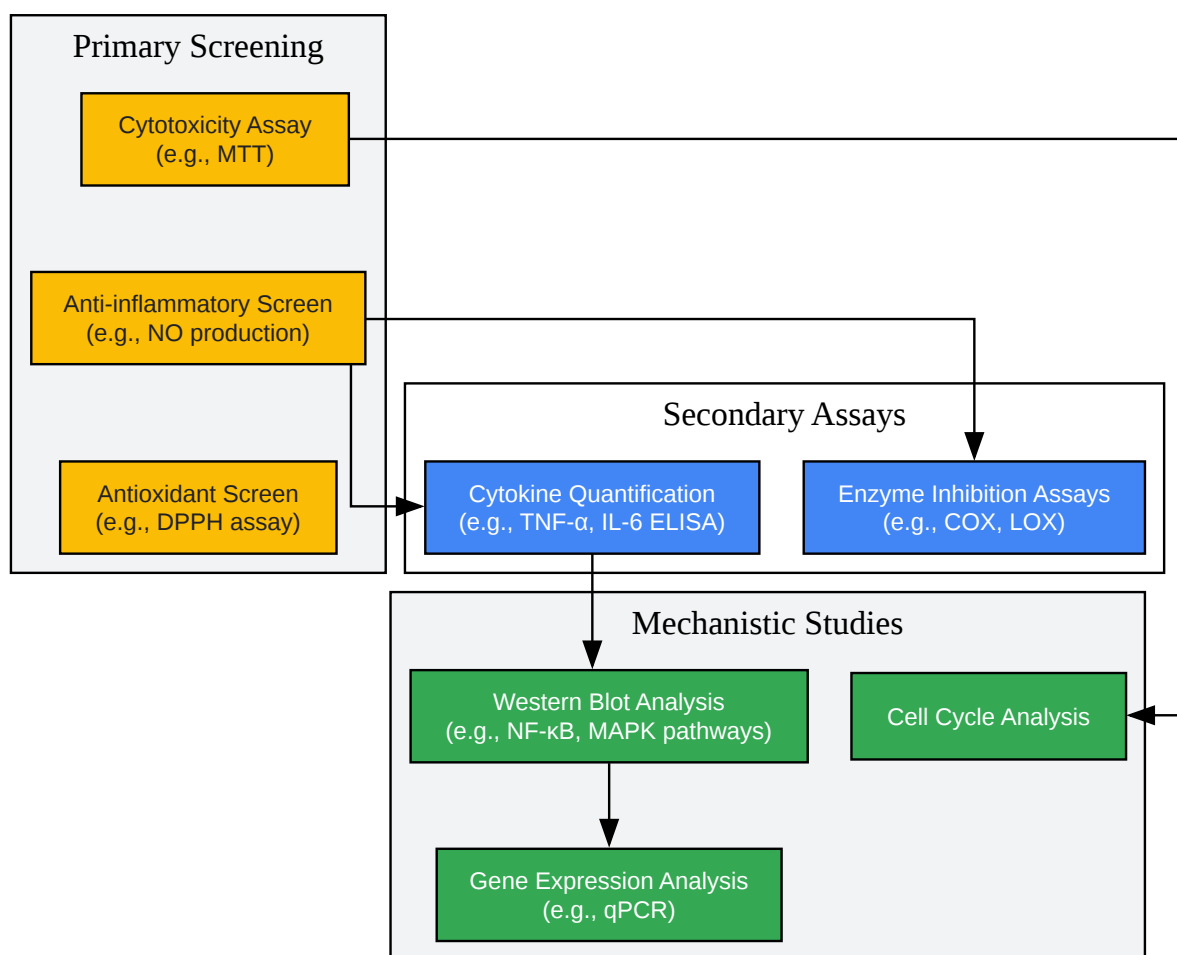 Primary Screening
Cytotoxicity Assay
(e.g., MTT)
Anti-inflammatory Screen
(e.g., NO production)
Antioxidant Screen
(e.g., DPPH assay)
Secondary Assays
Cytokine Quantification
(e.g., TNF-α, IL-6 ELISA)
Enzyme Inhibition Assays
(e.g., COX, LOX)
Mechanistic Studies
Western Blot Analysis
(e.g., NF-κB, MAPK pathways)
Cell Cycle Analysis
Gene Expression Analysis
(e.g., qPCR)